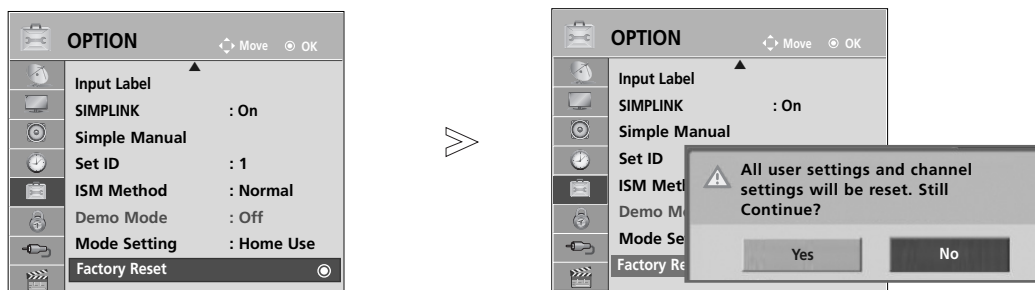 OPTION Move OK
Input Label
SIMPLINK : On
Simple Manual
Set ID : 1
ISM Method : Normal
Demo Mode : Off
Mode Setting : Home Use
Factory Reset
OPTION Move OK
Input Label
SIMPLINK : On
Simple Manual
Set ID
ISM Meth
Demo Mo
Mode Se
Factory Re
All user settings and channel
settings will be reset. Still
Continue?
Yes No